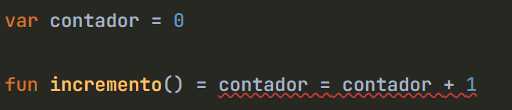 var contador = 0
fun incremento() = contador = contador + 1